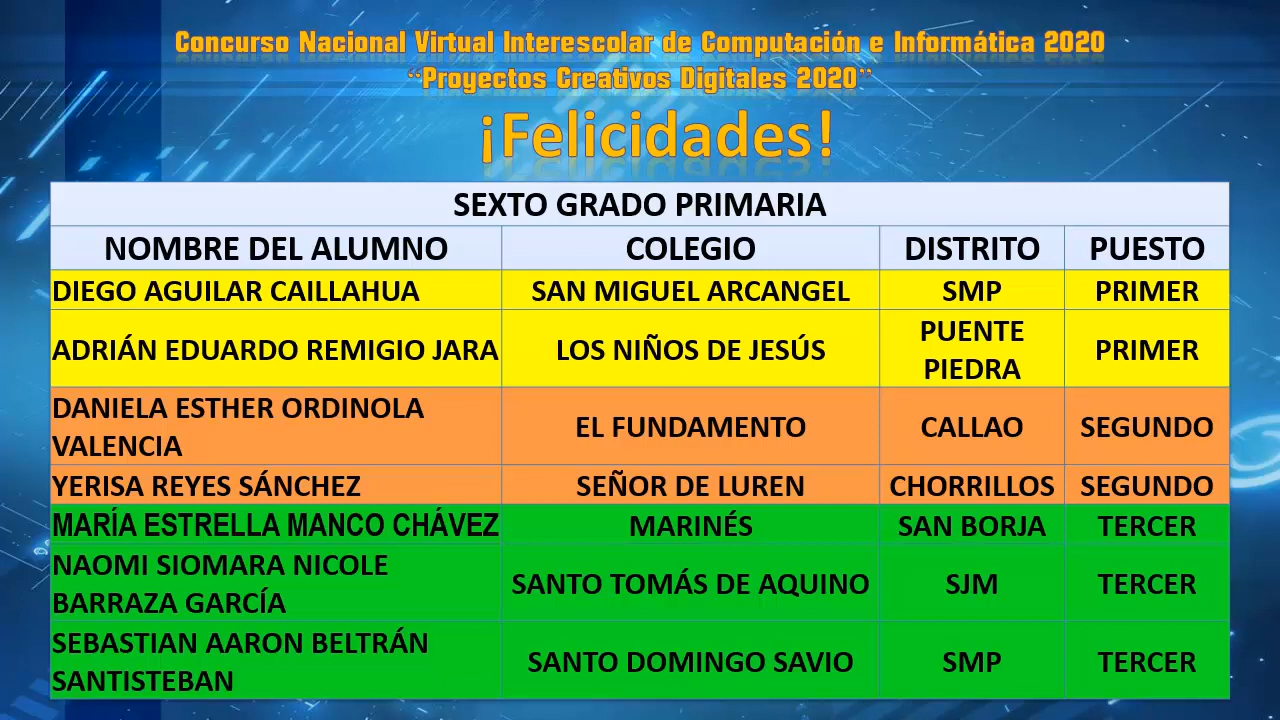 Concurso Nacional Virtual Interescolar de Computación e Informática 2020
“Proyectos Creativos Digitales 2020”
¡Felicidades!
SEXTO GRADO PRIMARIA
NOMBRE DEL ALUMNO COLEGIO DISTRITO PUESTO
DIEGO AGUILAR CAILLAHUA SAN MIGUEL ARCANGEL SMP PRIMER
ADRIÁN EDUARDO REMIGIO JARA LOS NIÑOS DE JESÚS PUENTE PIEDRA PRIMER
DANIELA ESTHER ORDINOLA VALENCIA EL FUNDAMENTO CALLAO SEGUNDO
YERISA REYES SÁNCHEZ SEÑOR DE LUREN CHORRILLOS SEGUNDO
MARÍA ESTRELLA MANCO CHÁVEZ MARINÉS SAN BORJA TERCER
NAOMI SIOMARA NICOLE BARRAZA GARCÍA SANTO TOMÁS DE AQUINO SJM TERCER
SEBASTIAN AARON BELTRÁN SANTISTEBAN SANTO DOMINGO SAVIO SMP TERCER